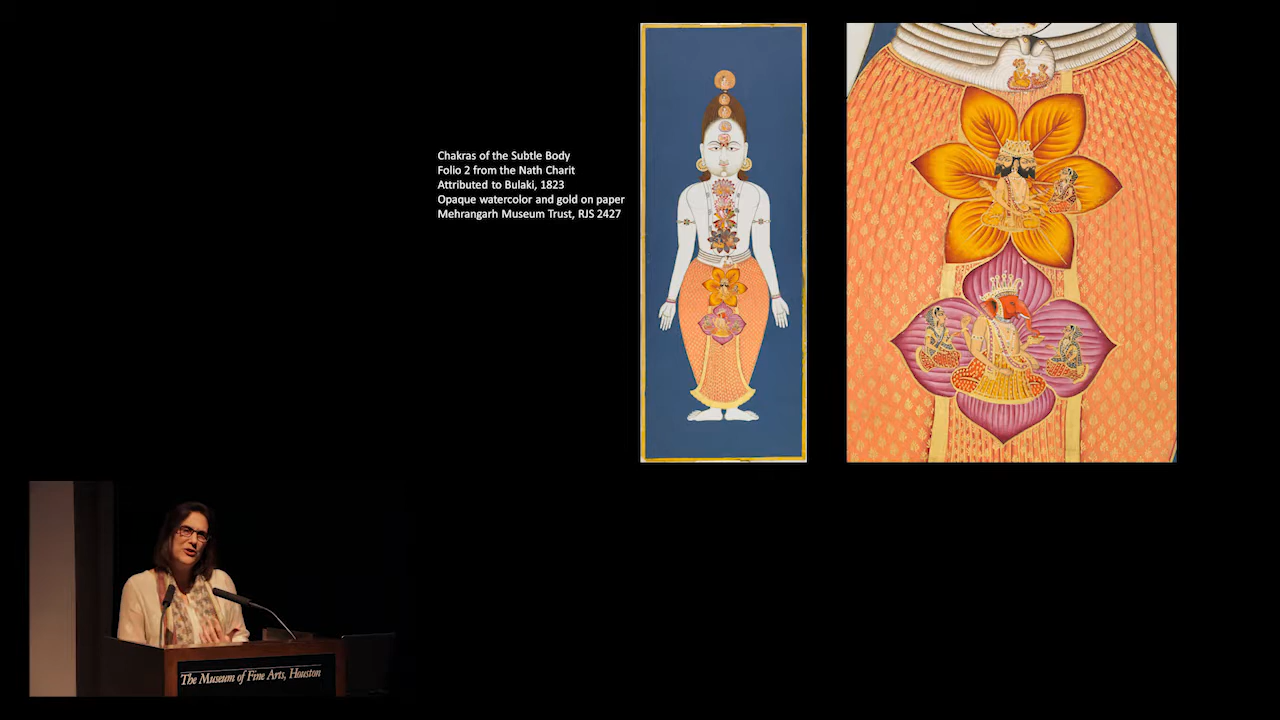 Chakras of the Subtle Body
Folio 2 from the Nath Charit
Attributed to Bulaki, 1823
Opaque watercolor and gold on paper
Mehrangarh Museum Trust, RJS 2427
The Museum of Fine Arts, Houston